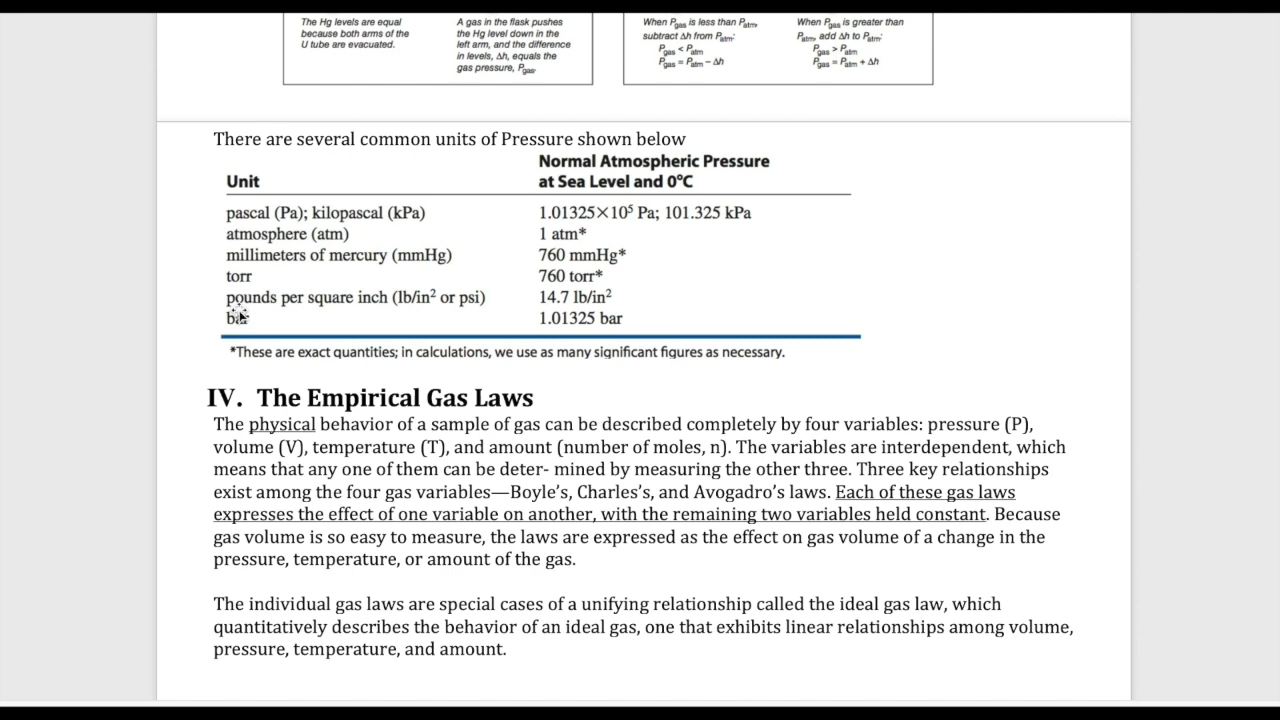 The Hg levels are equal
because both arms of the
U tube are evacuated.
A gas in the flask pushes
the Hg level down in the
left arm, and the difference
in levels, Δh, equals the
gas pressure, Pgas.
When Pgas is less than Patm,
subtract Δh from Patm.
Pgas < Patm
Pgas = Patm − Δh
When Pgas is greater than
Patm, add Δh to Patm.
Pgas > Patm
Pgas = Patm + Δh
There are several common units of Pressure shown below
Unit
Normal Atmospheric Pressure
at Sea Level and 0°C
pascal (Pa); kilopascal (kPa) 1.01325×10⁵ Pa; 101.325 kPa
atmosphere (atm) 1 atm*
millimeters of mercury (mmHg) 760 mmHg*
torr 760 torr*
pounds per square inch (lb/in² or psi) 14.7 lb/in²
bar 1.01325 bar
*These are exact quantities; in calculations, we use as many significant figures as necessary.
IV. The Empirical Gas Laws
The physical behavior of a sample of gas can be described completely by four variables: pressure (P),
volume (V), temperature (T), and amount (number of moles, n). The variables are interdependent, which
means that any one of them can be deter- mined by measuring the other three. Three key relationships
exist among the four gas variables—Boyle's, Charles's, and Avogadro's laws. Each of these gas laws
expresses the effect of one variable on another, with the remaining two variables held constant. Because
gas volume is so easy to measure, the laws are expressed as the effect on gas volume of a change in the
pressure, temperature, or amount of the gas.
The individual gas laws are special cases of a unifying relationship called the ideal gas law, which
quantitatively describes the behavior of an ideal gas, one that exhibits linear relationships among volume,
pressure, temperature, and amount.